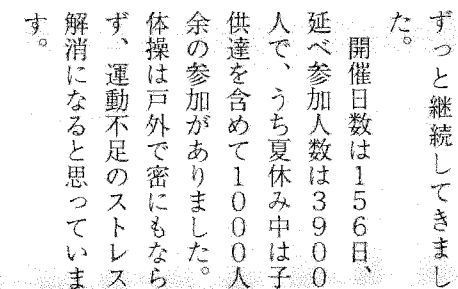 ずっと継続してきまし
た。
開催日数は１５６日、
延べ参加人数は３９００
人で、うち夏休み中は子
供達を含めて１０００人
余の参加がありました。
体操は戸外で密にもなら
ず、運動不足のストレス
解消になると思っていま
す。